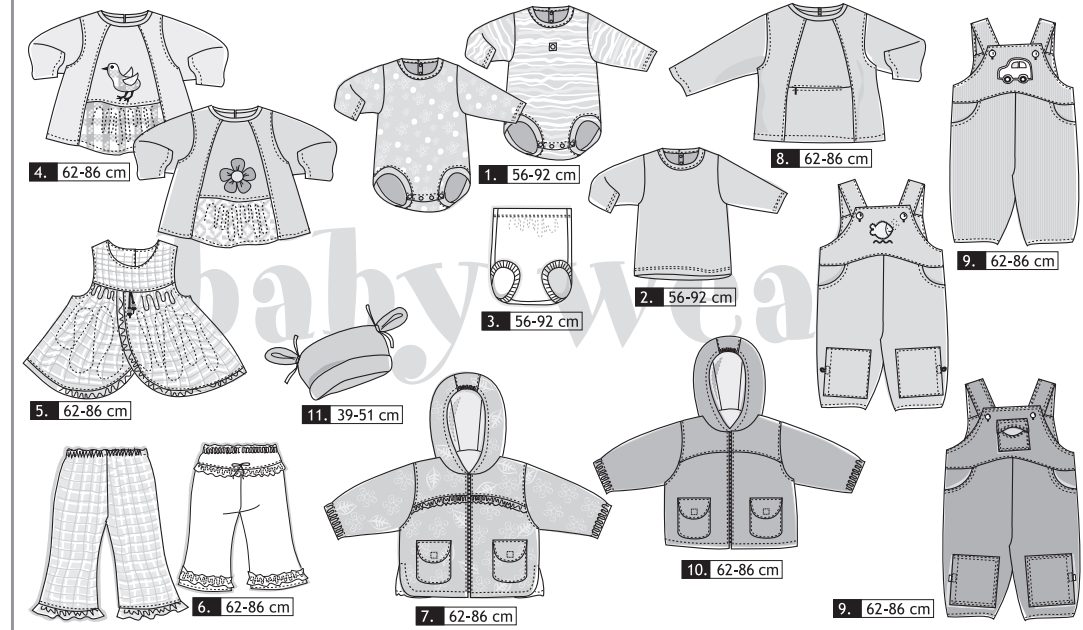 4. 62-86 cm
1. 56-92 cm
8. 62-86 cm
9. 62-86 cm
2. 56-92 cm
3. 56-92 cm
baby wea
5. 62-86 cm
11. 39-51 cm
6. 62-86 cm
7. 62-86 cm
10. 62-86 cm
9. 62-86 cm